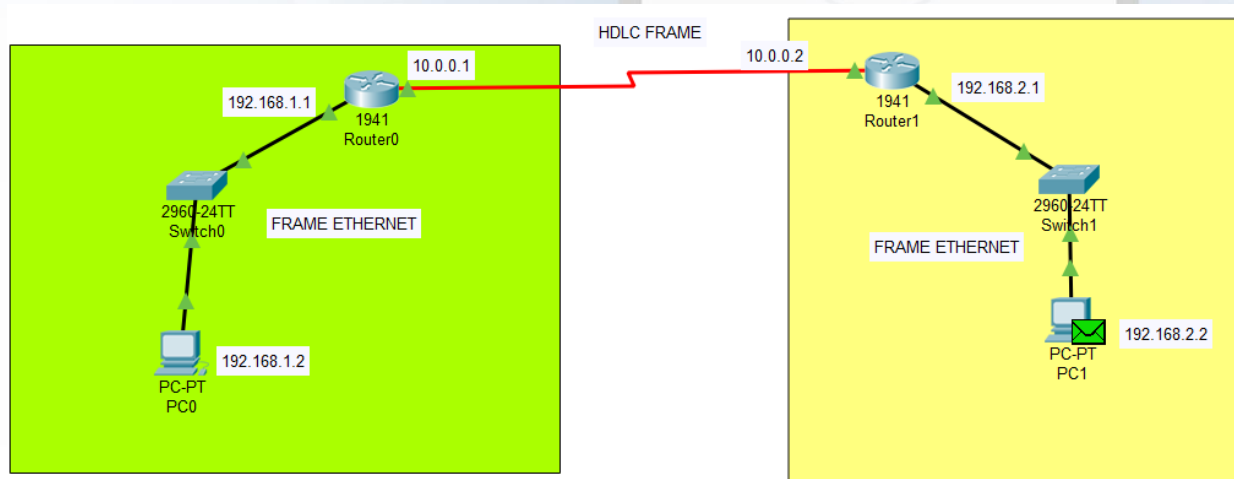 HDLC FRAME
10.0.0.1
10.0.0.2
192.168.1.1
1941
Router0
1941
Router1
192.168.2.1
2960-24TT
Switch0
FRAME ETHERNET
2960-24TT
Switch1
FRAME ETHERNET
192.168.1.2
PC-PT
PC0
192.168.2.2
PC-PT
PC1